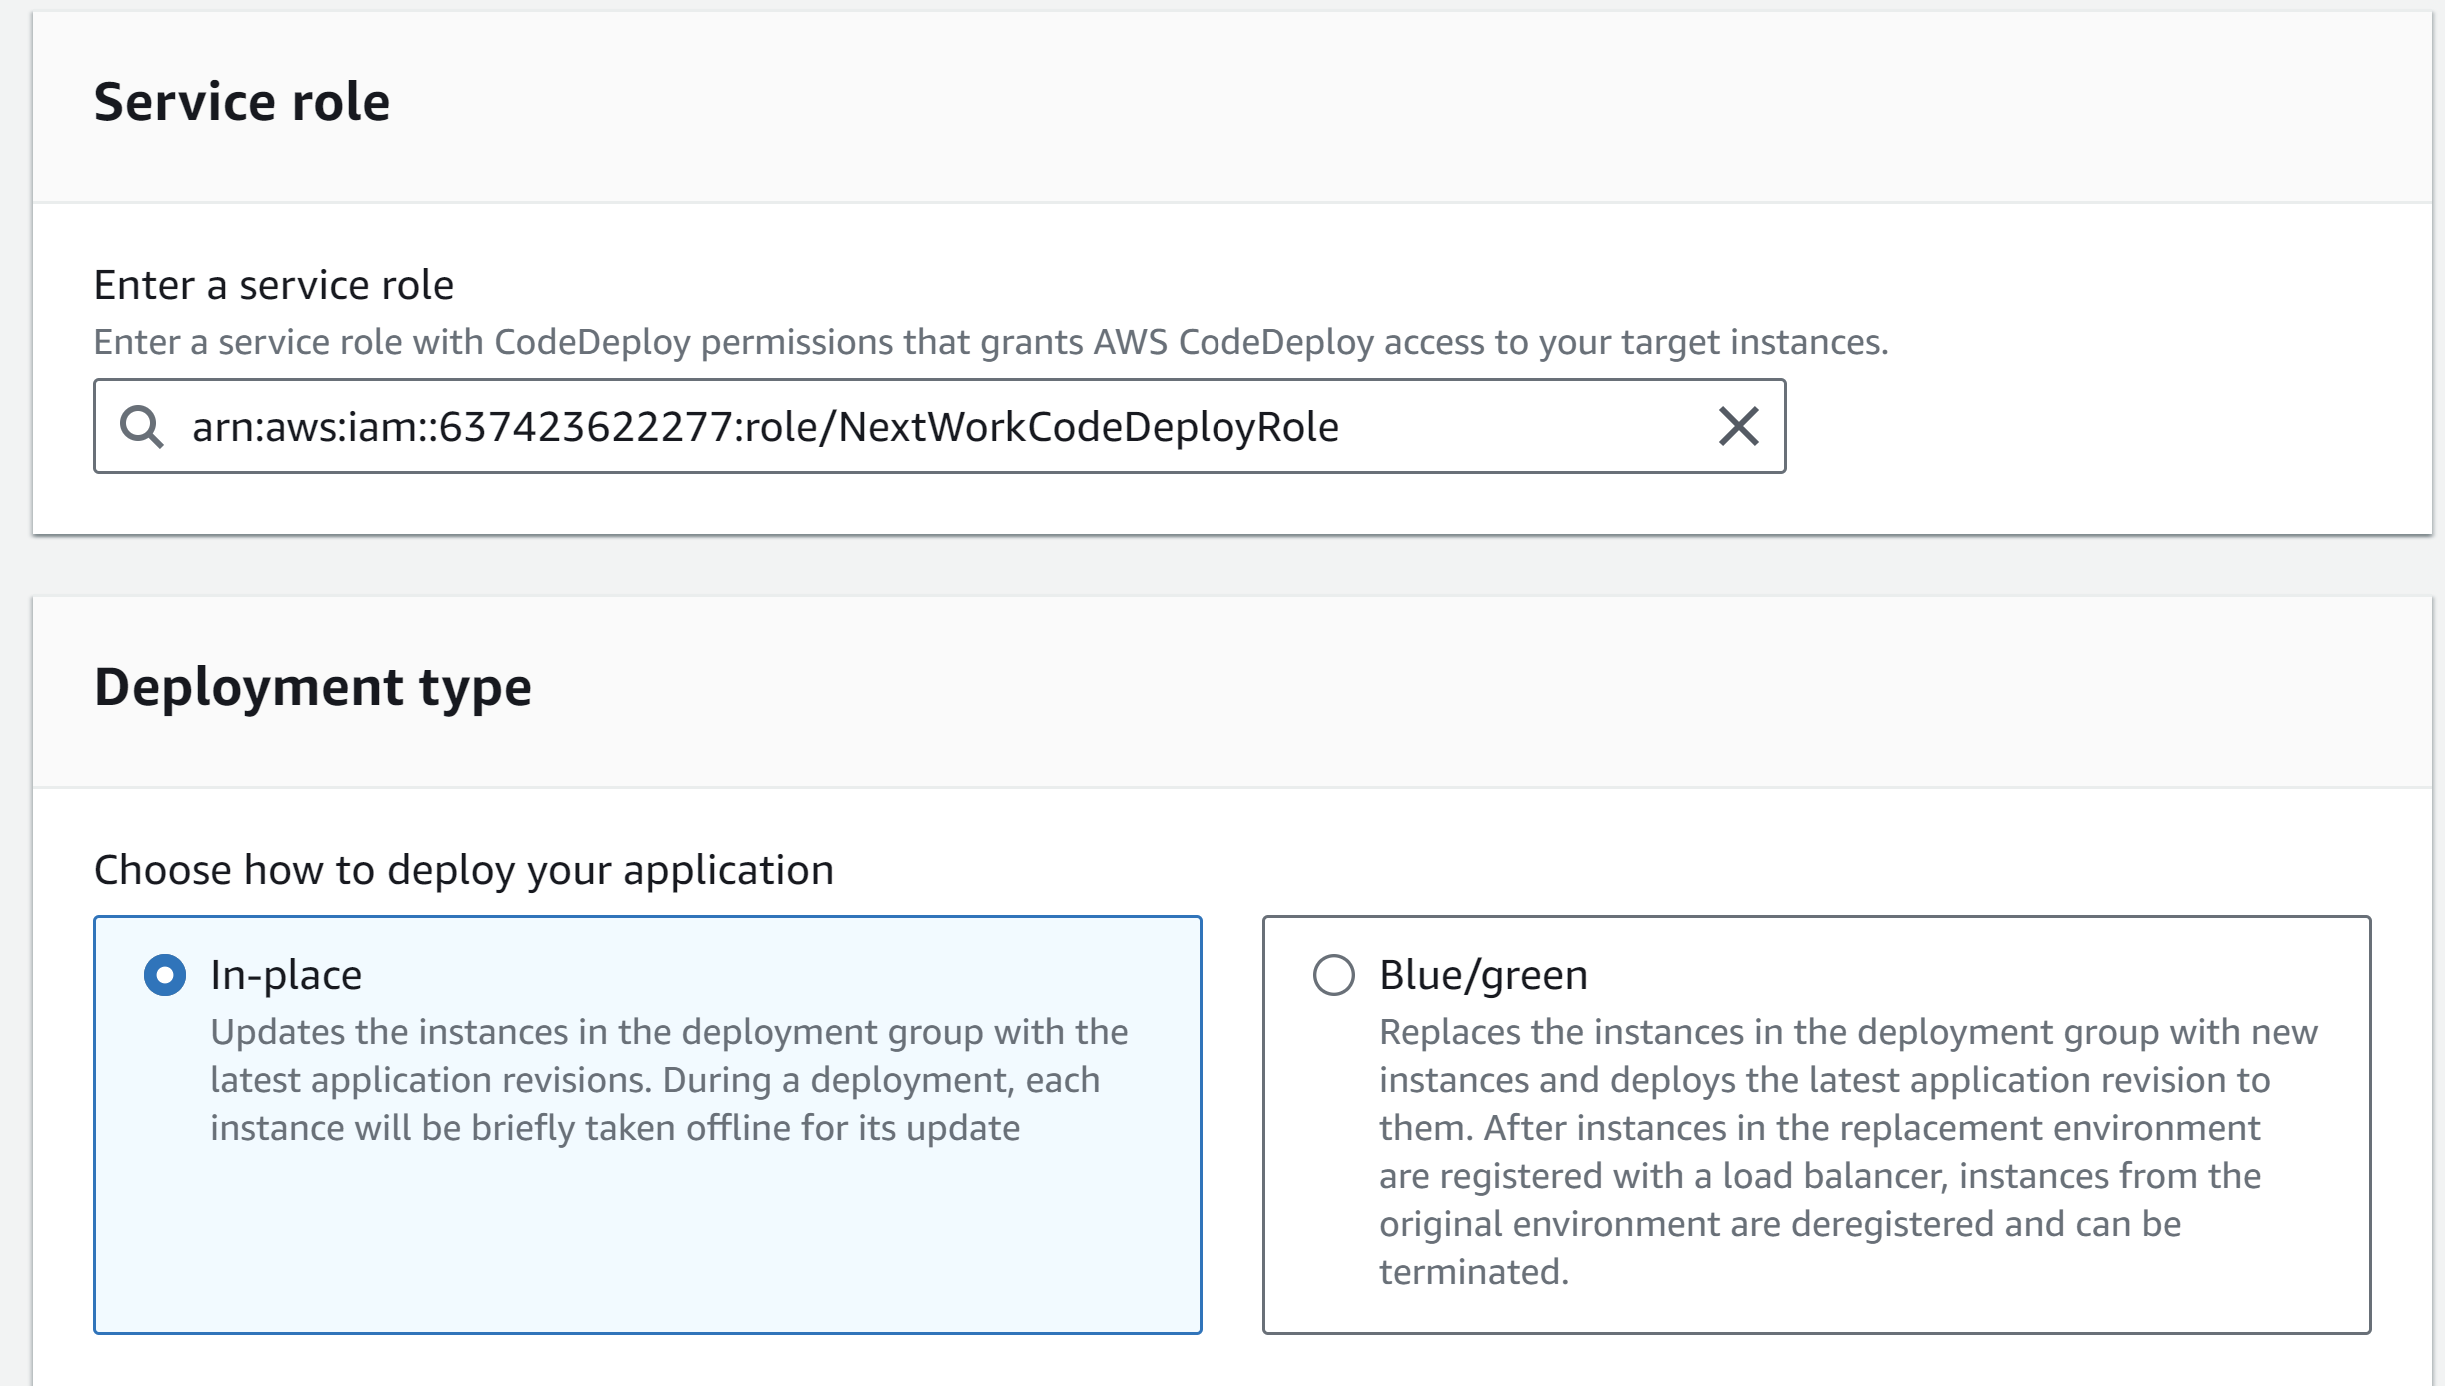 Service role
Enter a service role
Enter a service role with CodeDeploy permissions that grants AWS CodeDeploy access to your target instances.
arn:aws:iam::637423622277:role/NextWorkCodeDeployRole
Deployment type
Choose how to deploy your application
In-place
Updates the instances in the deployment group with the
latest application revisions. During a deployment, each
instance will be briefly taken offline for its update
Blue/green
Replaces the instances in the deployment group with new
instances and deploys the latest application revision to
them. After instances in the replacement environment
are registered with a load balancer, instances from the
original environment are deregistered and can be
terminated.